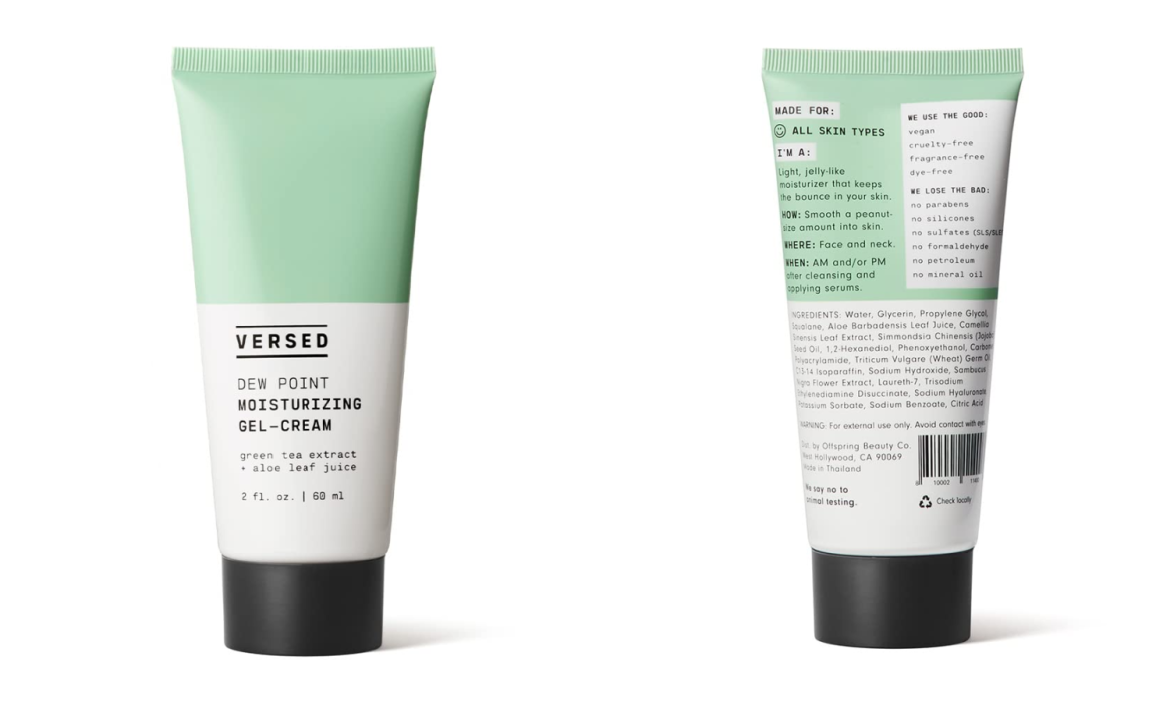 VERSED
DEW POINT
MOISTURIZING
GEL-CREAM
green tea extract
+ aloe leaf juice
2 fl. oz. | 60 ml
MADE FOR:
ALL SKIN TYPES
I'M A:
Light, jelly-like
moisturizer that keeps
the bounce in your skin.
HOW: Smooth a peanut-
size amount into skin.
WHERE: Face and neck.
WHEN: AM and/or PM
after cleansing and
applying serums.
WE USE THE GOOD:
vegan
cruelty-free
fragrance-free
dye-free
WE LOSE THE BAD:
no parabens
no silicones
no sulfates (SLS/SLE
no formaldehyde
no petroleum
no mineral oil
NGREDIENTS: Water, Glycerin, Propylene Glycol,
Squalane, Aloe Barbadensis Leaf Juice, Camellia
Sinensis Leaf Extract, Simmondsia Chinensis (Jojoba
Seed Oil, 1,2-Hexanediol, Phenoxyethanol, Carbom
Polyacrylamide, Triticum Vulgare (Wheat) Germ Oil
C13-14 Isoparaffin, Sodium Hydroxide, Sambucus
Nigra Flower Extract, Laureth-7, Trisodium
Ethylenediamine Disuccinate, Sodium Hyaluronate
Potassium Sorbate, Sodium Benzoate, Citric Acid
WARNING: For external use only. Avoid contact with eyes
Dist. by Offspring Beauty Co.
West Hollywood, CA 90069
Made in Thailand
We say no to
animal testing.
10002
Check locally